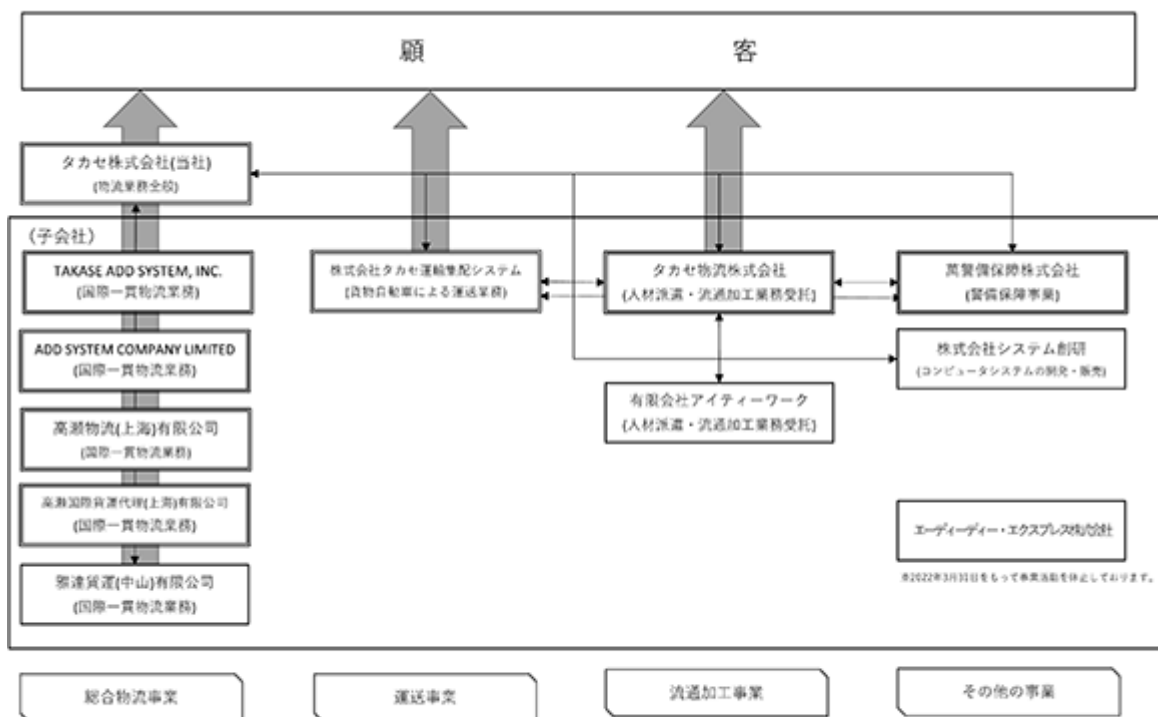 顧 客
タカセ株式会社(当社)
(物流業務全般)
(子会社)
TAKASE ADD SYSTEM, INC.
(国際一貫物流業務)
ADD SYSTEM COMPANY LIMITED
(国際一貫物流業務)
高瀬物流(上海)有限公司
(国際一貫物流業務)
高瀬国際貨運代理(上海)有限公司
(国際一貫物流業務)
雅達貨運(中山)有限公司
(国際一貫物流業務)
株式会社タカセ運輸集配システム
(貨物自動車による運送業務)
タカセ物流株式会社
(人材派遣・流通加工業務受託)
有限会社アイティーワーク
(人材派遣・流通加工業務受託)
萬警備保障株式会社
(警備保障事業)
株式会社システム創研
(コンピュータシステムの開発・販売)
エーディーディー・エクスプレス株式会社
※2022年3月31日をもって事業活動を休止しております。
総合物流事業
運送事業
流通加工事業
その他の事業